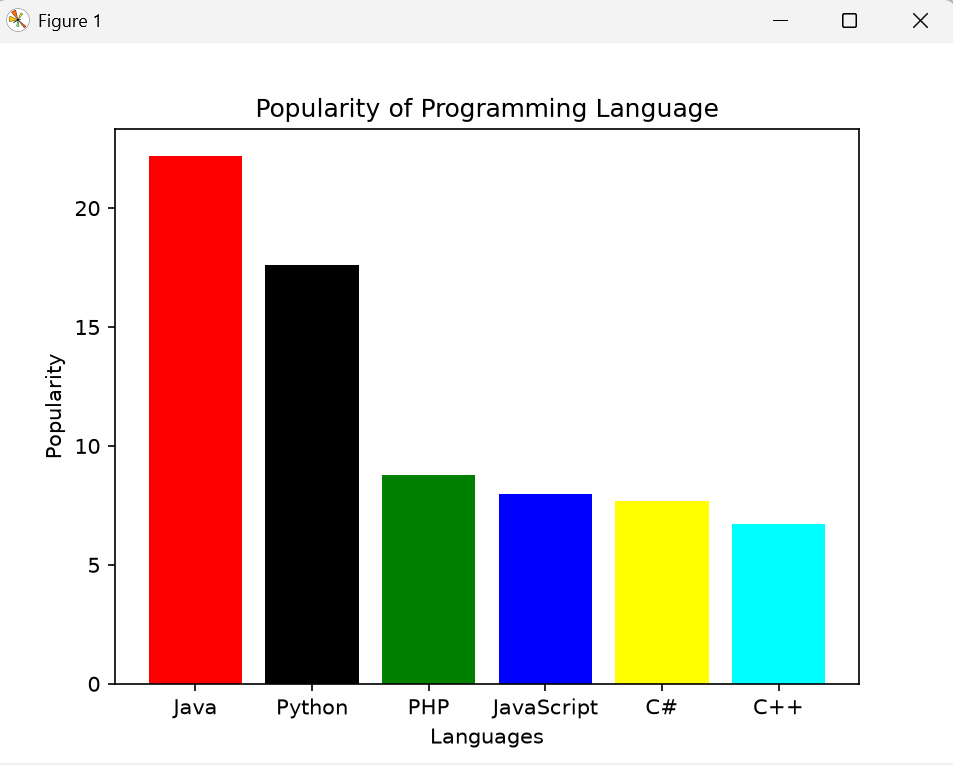 Figure 1
Popularity of Programming Language
20
15
10
5
0
Popularity
Java Python PHP JavaScript C# C++
Languages